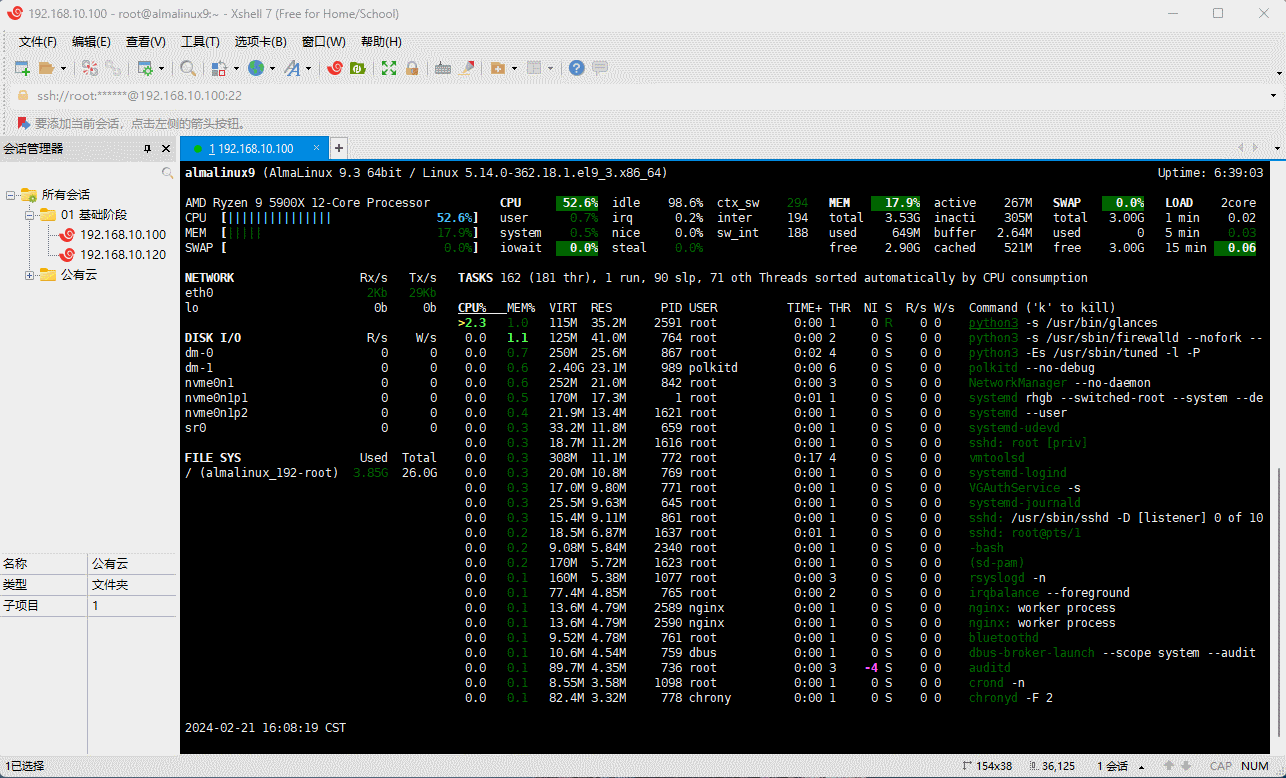 192.168.10.100 - root@almalinux9:~ - Xshell 7 (Free for Home/School)
文件(F) 编辑(E) 查看(V) 工具(T) 选项卡(B) 窗口(W) 帮助(H)
ssh://root:******@192.168.10.100:22
要添加当前会话，点击左侧的箭头按钮。
会话管理器
1 192.168.10.100
所有会话
01 基础阶段
192.168.10.100
192.168.10.120
公有云
名称 公有云
类型 文件夹
子项目 1
almalinux9 (AlmaLinux 9.3 64bit / Linux 5.14.0-362.18.1.el9_3.x86_64) Uptime: 6:39:03
AMD Ryzen 9 5900X 12-Core Processor CPU 52.6% idle 98.6% ctx_sw 294 MEM 17.9% active 267M SWAP 0.0% LOAD 2core
CPU [||||||||||||||| 52.6%] user 0.7% irq 0.2% inter 194 total 3.53G inacti 305M total 3.00G 1 min 0.02
MEM [||||| 17.9%] system 0.5% nice 0.0% sw_int 188 used 649M buffer 2.64M used 0 5 min 0.03
SWAP [ 0.0%] iowait 0.0% steal 0.0% free 2.90G cached 521M free 3.00G 15 min 0.06
NETWORK Rx/s Tx/s TASKS 162 (181 thr), 1 run, 90 slp, 71 oth Threads sorted automatically by CPU consumption
eth0 2Kb 29Kb
lo 0b 0b CPU% MEM% VIRT RES PID USER TIME+ THR NI S R/s W/s Command ('k' to kill)
>2.3 1.0 115M 35.2M 2591 root 0:00 1 0 R 0 0 python3 -s /usr/bin/glances
DISK I/O R/s W/s 0.0 1.1 125M 41.0M 764 root 0:00 2 0 S 0 0 python3 -s /usr/sbin/firewalld --nofork --
dm-0 0 0 0.0 0.7 250M 25.6M 867 root 0:02 4 0 S 0 0 python3 -Es /usr/sbin/tuned -l -P
dm-1 0 0 0.0 0.6 2.40G 23.1M 989 polkitd 0:00 6 0 S 0 0 polkitd --no-debug
nvme0n1 0 0 0.0 0.6 252M 21.0M 842 root 0:00 3 0 S 0 0 NetworkManager --no-daemon
nvme0n1p1 0 0 0.0 0.5 170M 17.3M 1 root 0:01 1 0 S 0 0 systemd rhgb --switched-root --system --de
nvme0n1p2 0 0 0.0 0.4 21.9M 13.4M 1621 root 0:00 1 0 S 0 0 systemd --user
sr0 0 0 0.0 0.3 33.2M 11.8M 659 root 0:00 1 0 S 0 0 systemd-udevd
0.0 0.3 18.7M 11.2M 1616 root 0:00 1 0 S 0 0 sshd: root [priv]
FILE SYS Used Total 0.0 0.3 308M 11.1M 772 root 0:17 4 0 S 0 0 vmtoolsd
/ (almalinux_192-root) 3.85G 26.0G 0.0 0.3 20.0M 10.8M 769 root 0:00 1 0 S 0 0 systemd-logind
0.0 0.3 17.0M 9.80M 771 root 0:00 1 0 S 0 0 VGAuthService -s
0.0 0.3 25.5M 9.63M 645 root 0:00 1 0 S 0 0 systemd-journald
0.0 0.3 15.4M 9.11M 861 root 0:00 1 0 S 0 0 sshd: /usr/sbin/sshd -D [listener] 0 of 10
0.0 0.2 18.5M 6.87M 1637 root 0:01 1 0 S 0 0 sshd: root@pts/1
0.0 0.2 9.08M 5.84M 2340 root 0:00 1 0 S 0 0 -bash
0.0 0.2 170M 5.72M 1623 root 0:00 1 0 S 0 0 (sd-pam)
0.0 0.1 160M 5.38M 1077 root 0:00 3 0 S 0 0 rsyslogd -n
0.0 0.1 77.4M 4.85M 765 root 0:00 2 0 S 0 0 irqbalance --foreground
0.0 0.1 13.6M 4.79M 2589 nginx 0:00 1 0 S 0 0 nginx: worker process
0.0 0.1 13.6M 4.79M 2590 nginx 0:00 1 0 S 0 0 nginx: worker process
0.0 0.1 9.52M 4.78M 761 root 0:00 1 0 S 0 0 bluetoothd
0.0 0.1 10.6M 4.54M 759 dbus 0:00 1 0 S 0 0 dbus-broker-launch --scope system --audit
0.0 0.1 89.7M 4.35M 736 root 0:00 3 -4 S 0 0 auditd
0.0 0.1 8.55M 3.58M 1098 root 0:00 1 0 S 0 0 crond -n
0.0 0.1 82.4M 3.32M 778 chrony 0:00 1 0 S 0 0 chronyd -F 2
2024-02-21 16:08:19 CST
1已选择 154x38 36,125 1 会话 CAP NUM